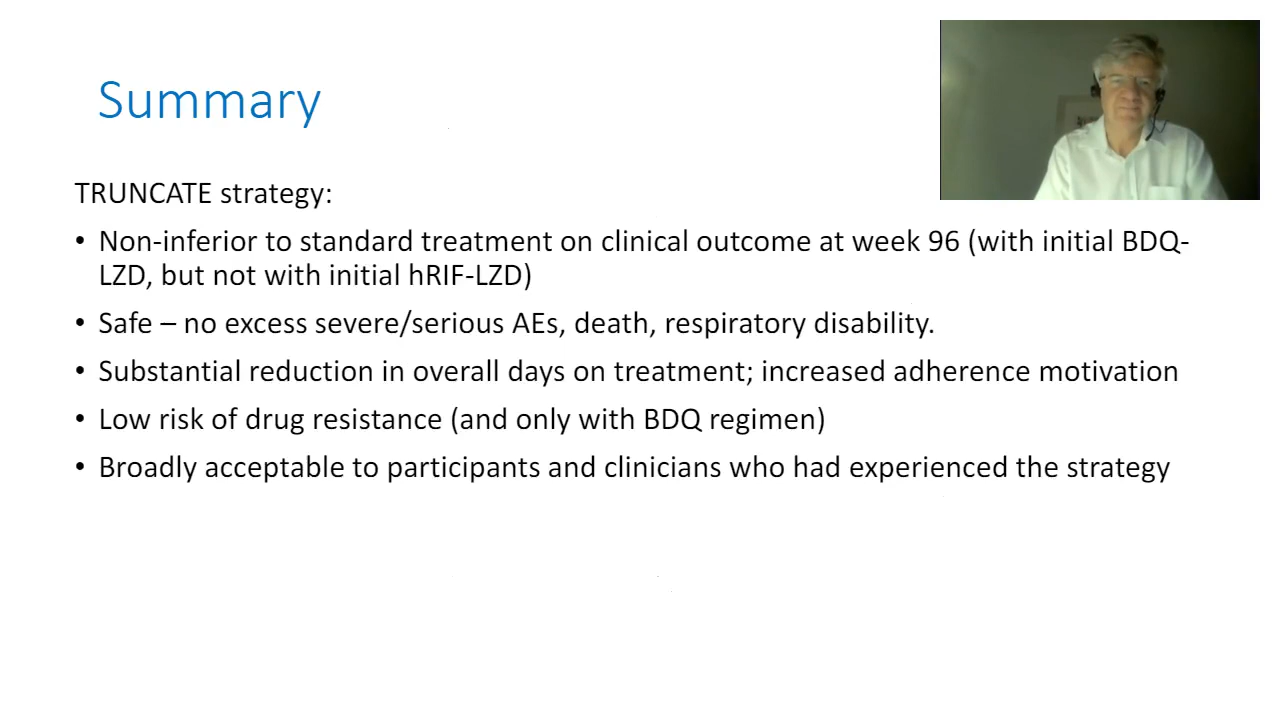 Summary
TRUNCATE strategy:
• Non-inferior to standard treatment on clinical outcome at week 96 (with initial BDQ-
LZD, but not with initial hRIF-LZD)
• Safe – no excess severe/serious AEs, death, respiratory disability.
• Substantial reduction in overall days on treatment; increased adherence motivation
• Low risk of drug resistance (and only with BDQ regimen)
• Broadly acceptable to participants and clinicians who had experienced the strategy